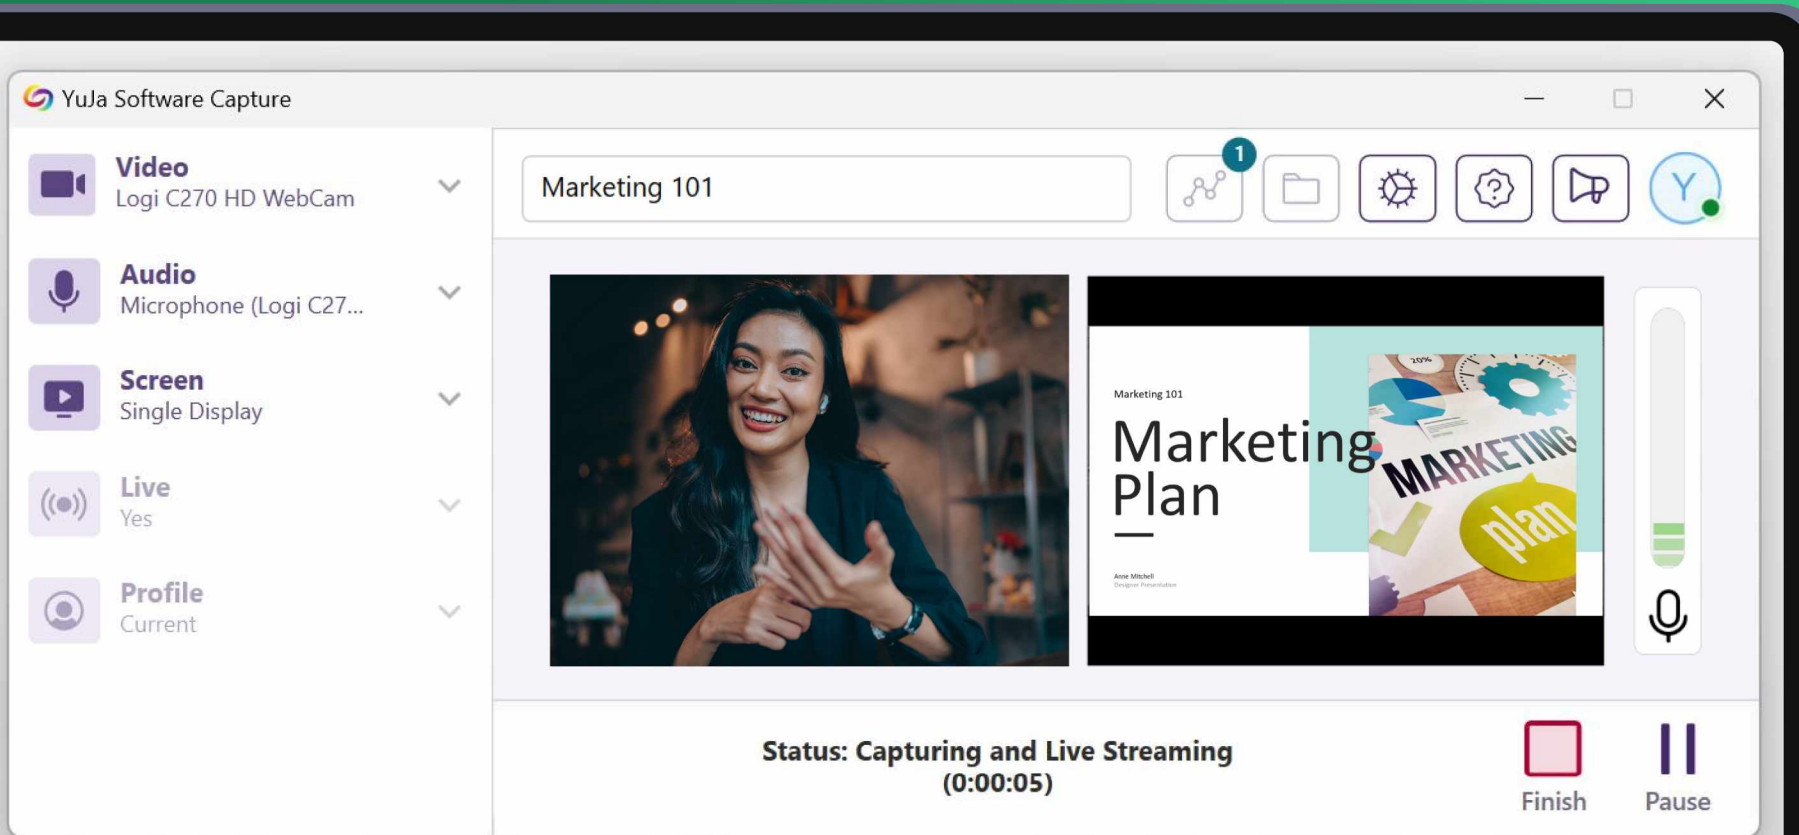 YuJa Software Capture
Video
Logi C270 HD WebCam
Audio
Microphone (Logi C27...
Screen
Single Display
Live
Yes
Profile
Current
Marketing 101
1
Y
Marketing 101
Marketing
Plan
Anne Mitchell
Designer Presentation
20%
MARKETING
plan
Status: Capturing and Live Streaming
(0:00:05)
Finish
Pause